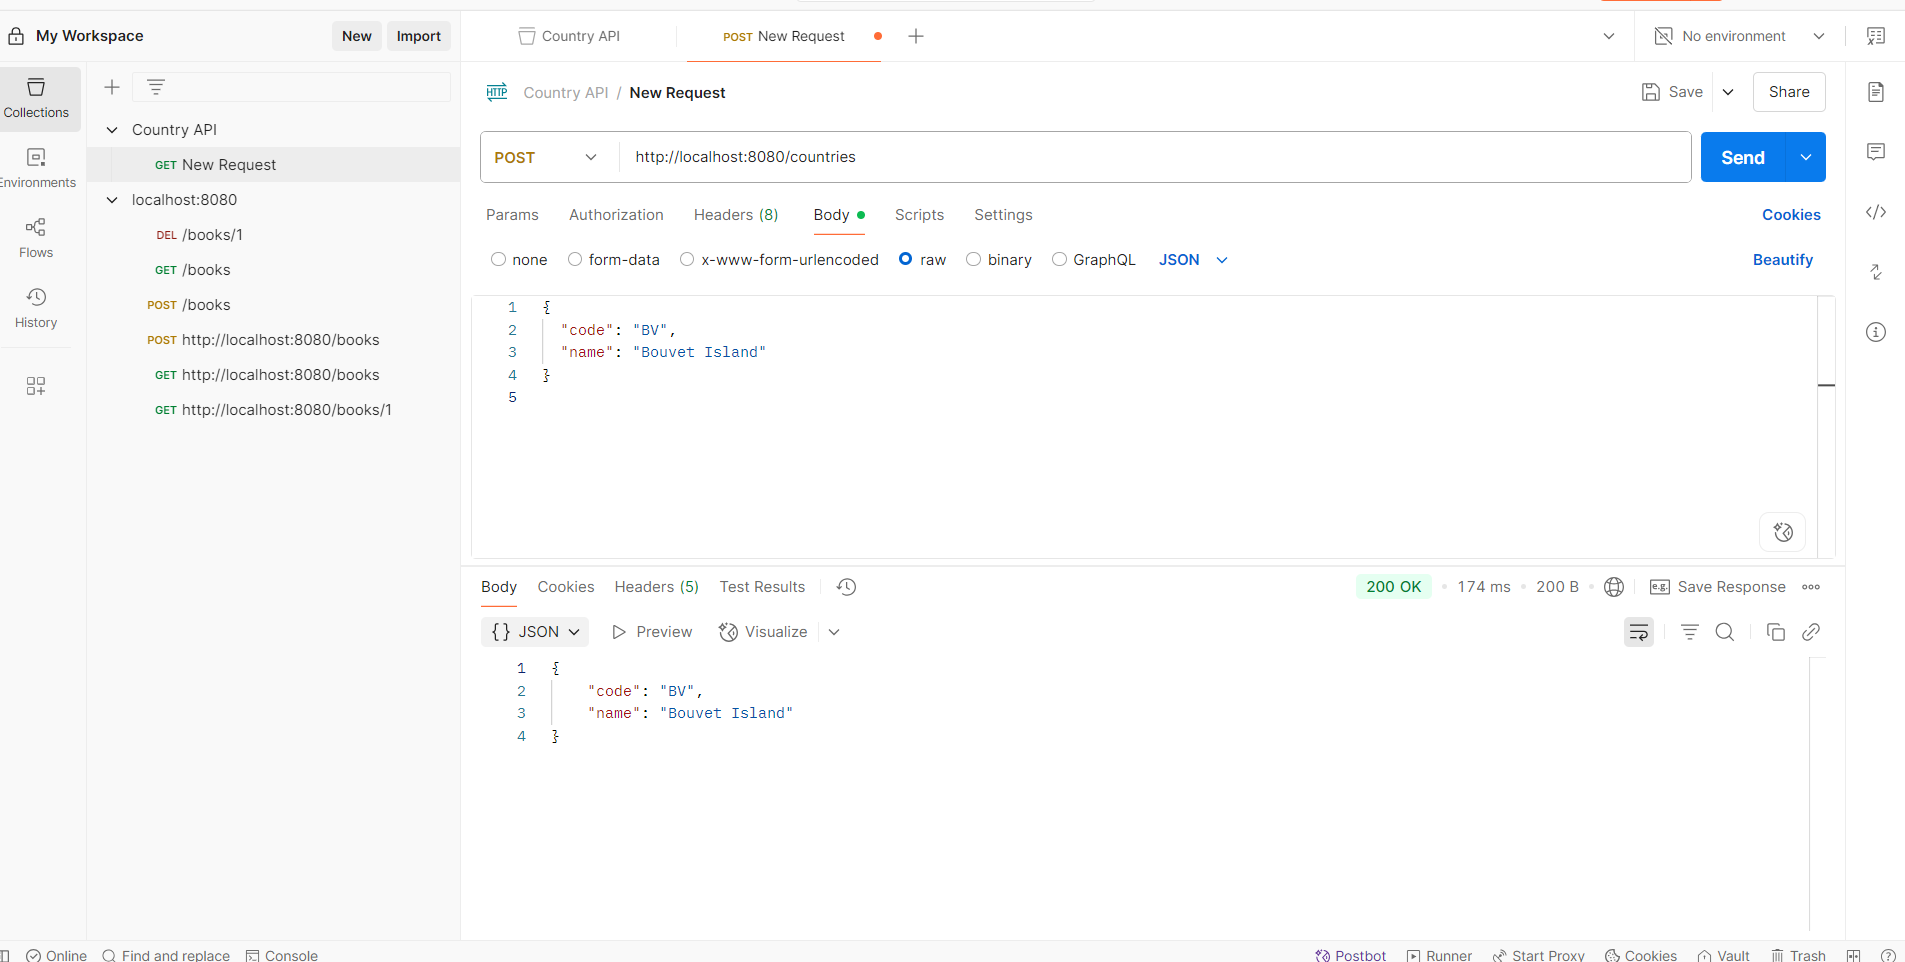 My Workspace
New
Import
Country API
POST New Request
No environment
Collections
Environments
Flows
History
Country API
GET New Request
localhost:8080
DEL /books/1
GET /books
POST /books
POST http://localhost:8080/books
GET http://localhost:8080/books
GET http://localhost:8080/books/1
HTTP Country API / New Request
Save
Share
POST
http://localhost:8080/countries
Send
Params
Authorization
Headers (8)
Body
Scripts
Settings
Cookies
none
form-data
x-www-form-urlencoded
raw
binary
GraphQL
JSON
Beautify
1 {
2 "code": "BV",
3 "name": "Bouvet Island"
4 }
5
Body
Cookies
Headers (5)
Test Results
200 OK
174 ms
200 B
e.g. Save Response
{} JSON
Preview
Visualize
1 {
2 "code": "BV",
3 "name": "Bouvet Island"
4 }
Online
Find and replace
Console
Postbot
Runner
Start Proxy
Cookies
Vault
Trash